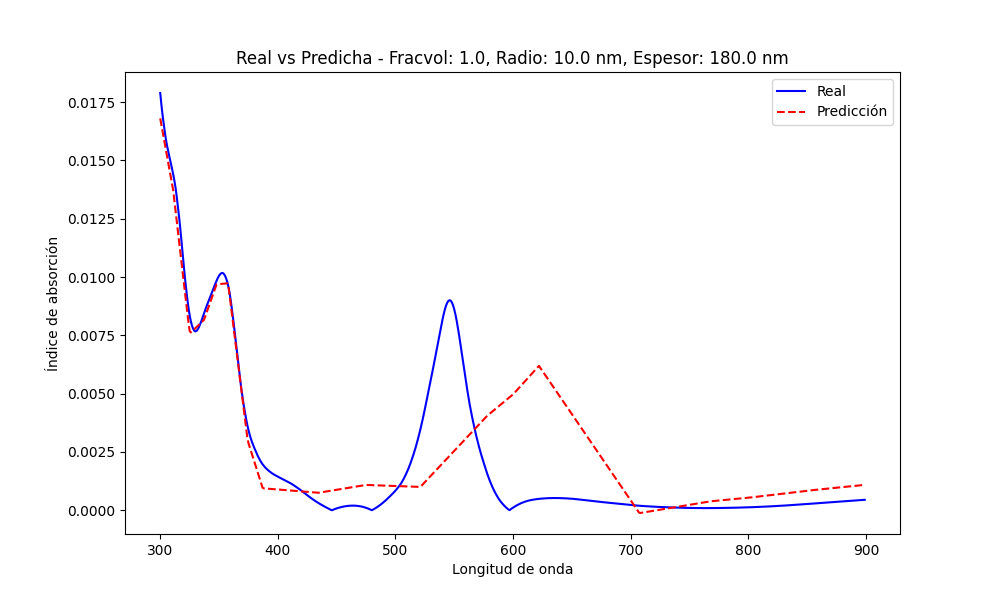 Real vs Predicha - Fracvol: 1.0, Radio: 10.0 nm, Espesor: 180.0 nm
Real
Predicción
Índice de absorción
0.0175
0.0150
0.0125
0.0100
0.0075
0.0050
0.0025
0.0000
300 400 500 600 700 800 900
Longitud de onda